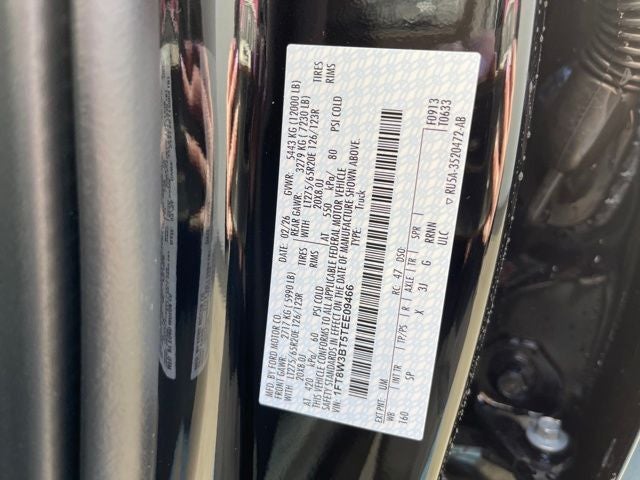 MFD. BY FORD MOTOR CO.
DATE: 02/26 GVWR: 5443 KG (12000 LB)
FRONT GAWR: 2717 KG ( 5990 LB) REAR GAWR: 3279 KG ( 7230 LB)
WITH LT275/65R20E 126/123R TIRES WITH LT275/65R20E 126/123R TIRES
20X8.0J RIMS 20X8.0J RIMS
AT 420 kPa/ 60 PSI COLD AT 550 kPa/ 80 PSI COLD
THIS VEHICLE CONFORMS TO ALL APPLICABLE FEDERAL MOTOR VEHICLE
SAFETY STANDARDS IN EFFECT ON THE DATE OF MANUFACTURE SHOWN ABOVE.
VIN: 1FT8W3BT5TEE09466 TYPE: Truck
F0913
T0633
EXT PNT: UM RC: 47 DSO:
WB INT TR TP/PS R AXLE TR SPR
160 SP X 3J G RRNN
ULC
▽ RU5A-3520472-AB